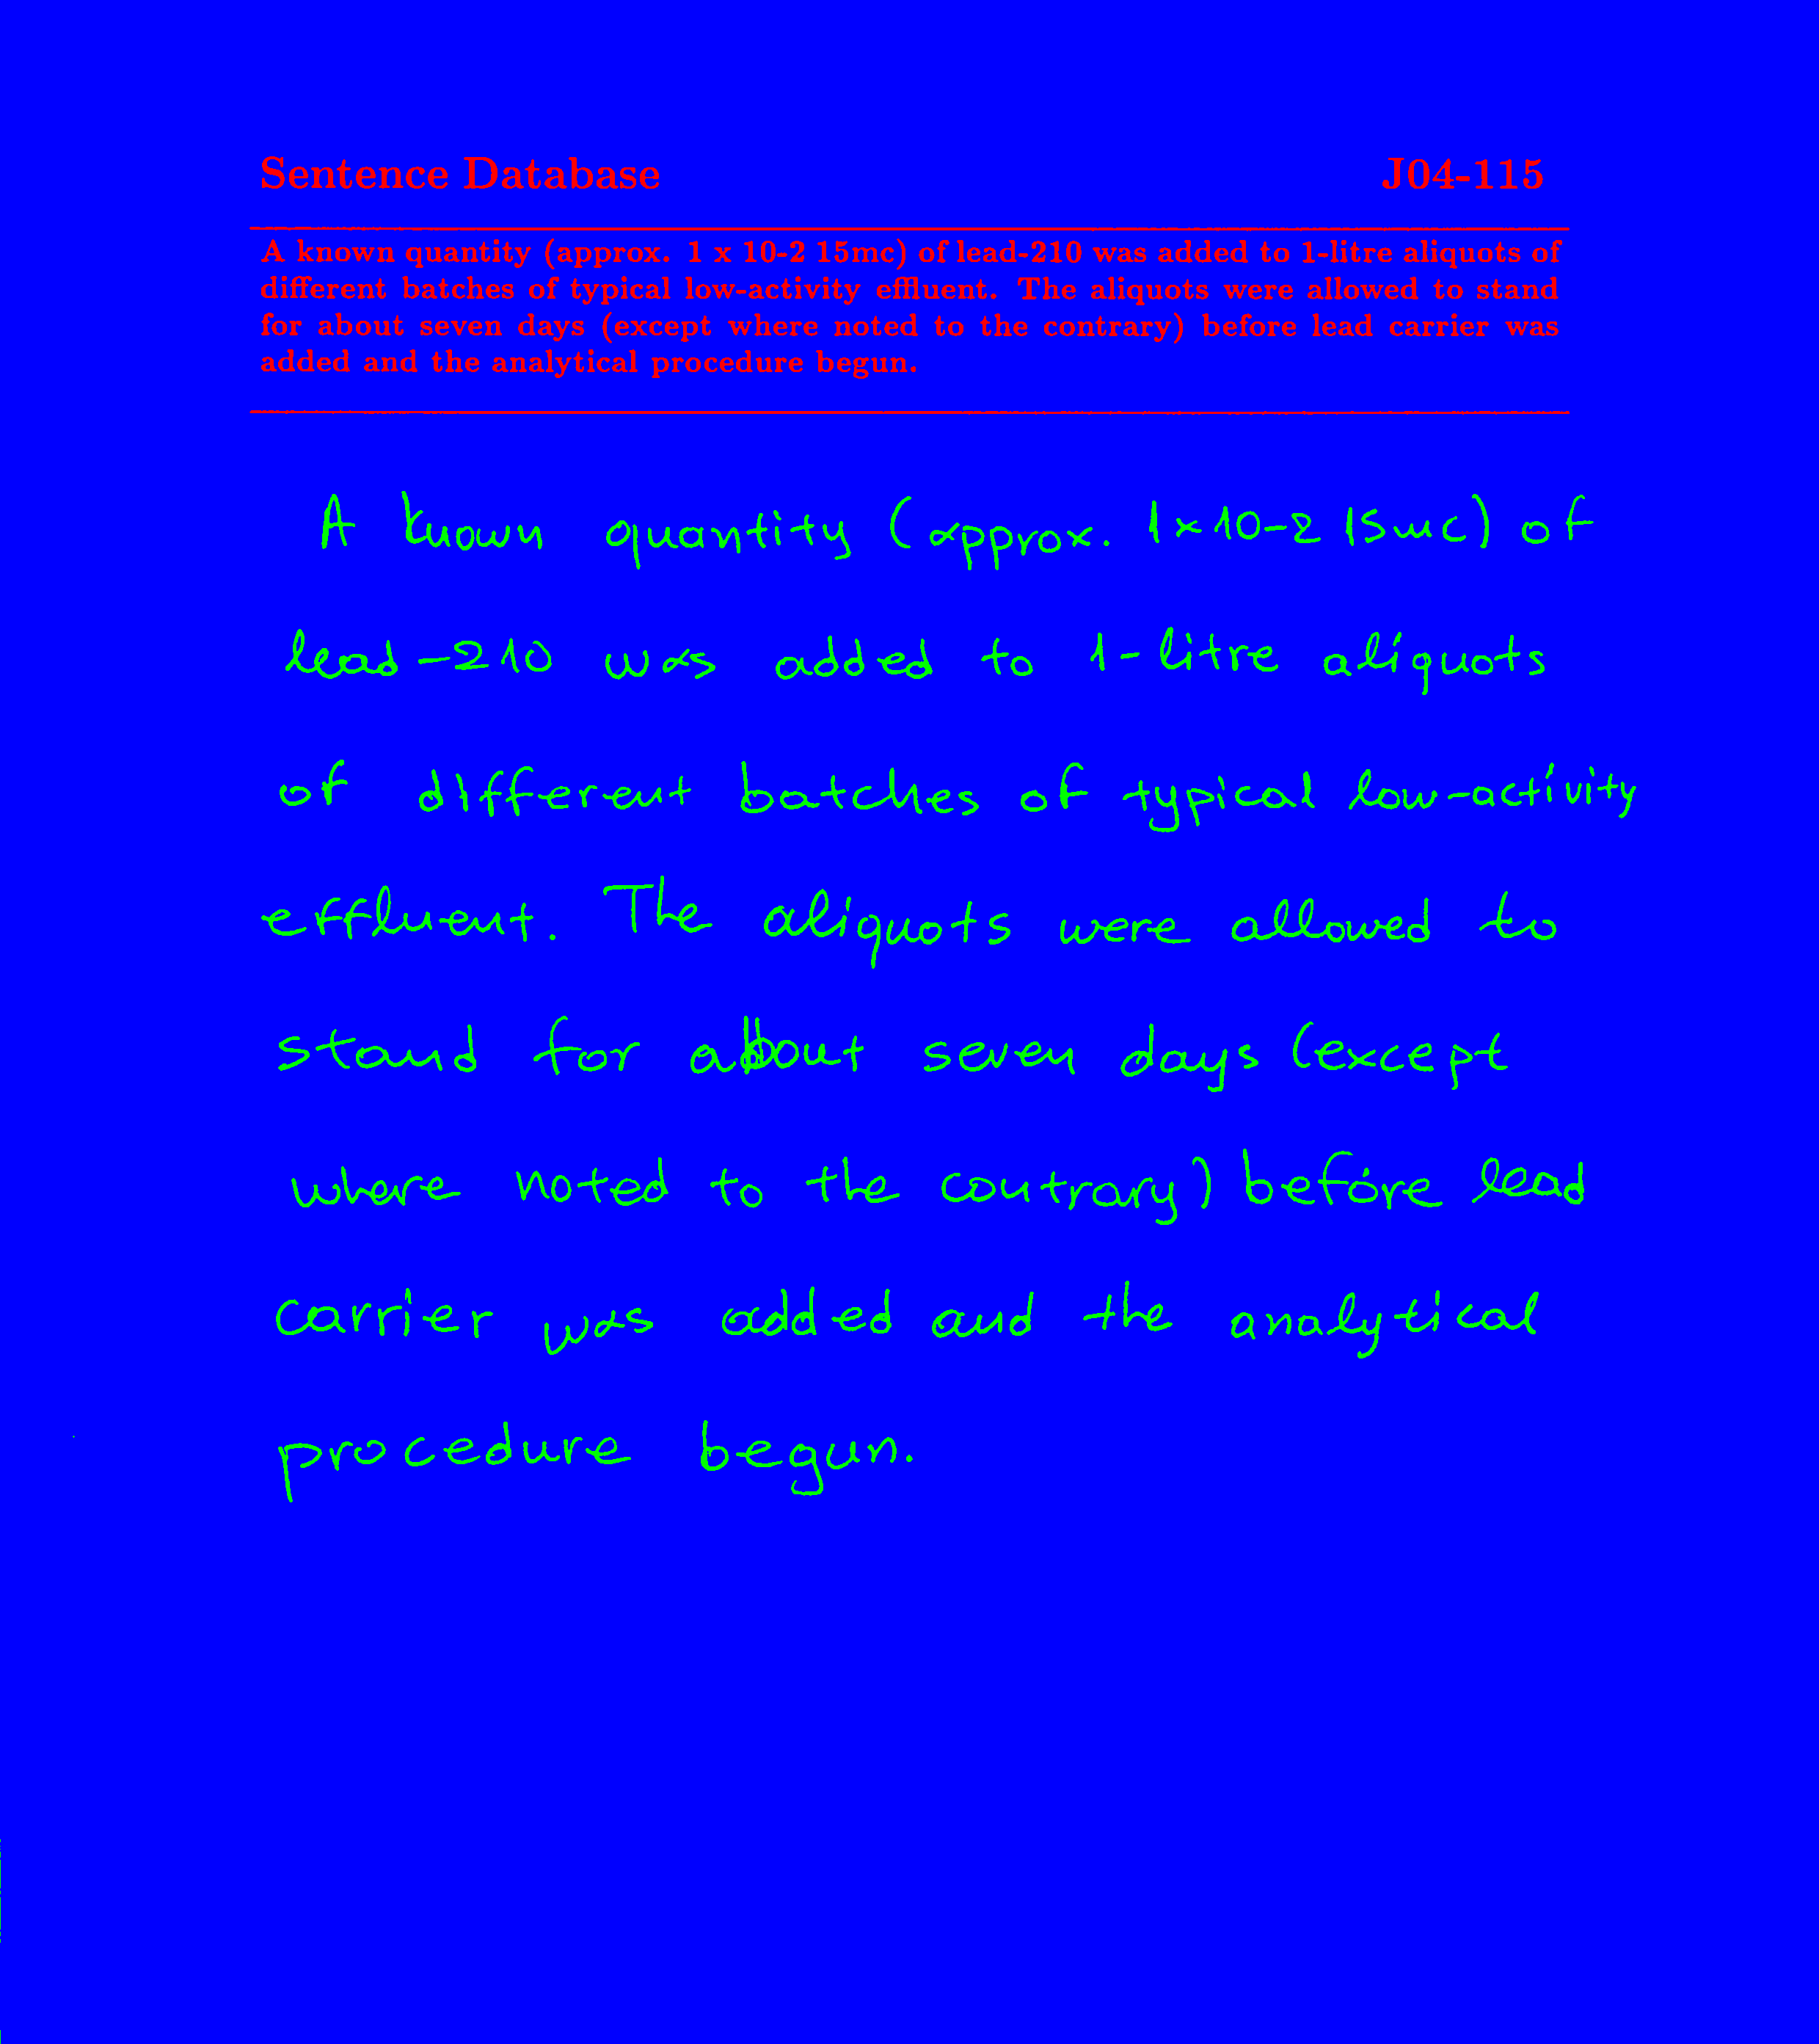 Sentence Database J04-115
A known quantity (approx. 1 x 10-2 15mc) of lead-210 was added to 1-litre aliquots of
different batches of typical low-activity effluent. The aliquots were allowed to stand
for about seven days (except where noted to the contrary) before lead carrier was
added and the analytical procedure begun.
A known quantity (approx. 1x10-2 15mc) of
lead-210 was added to 1-litre aliquots
of different batches of typical low-activity
effluent. The aliquots were allowed to
stand for about seven days (except
where noted to the contrary) before lead
carrier was added and the analytical
procedure begun.